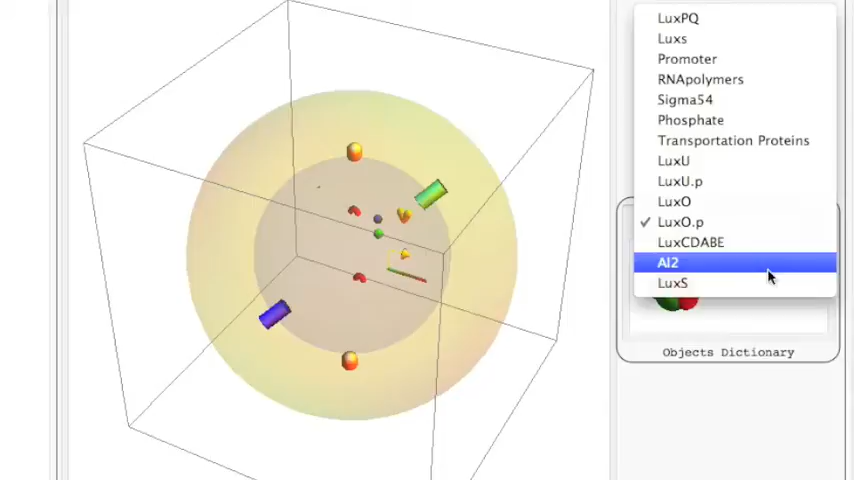 LuxPQ
Luxs
Promoter
RNApolymers
Sigma54
Phosphate
Transportation Proteins
LuxU
LuxU.p
LuxO
✓ LuxO.p
LuxCDABE
AI2
LuxS
Objects Dictionary